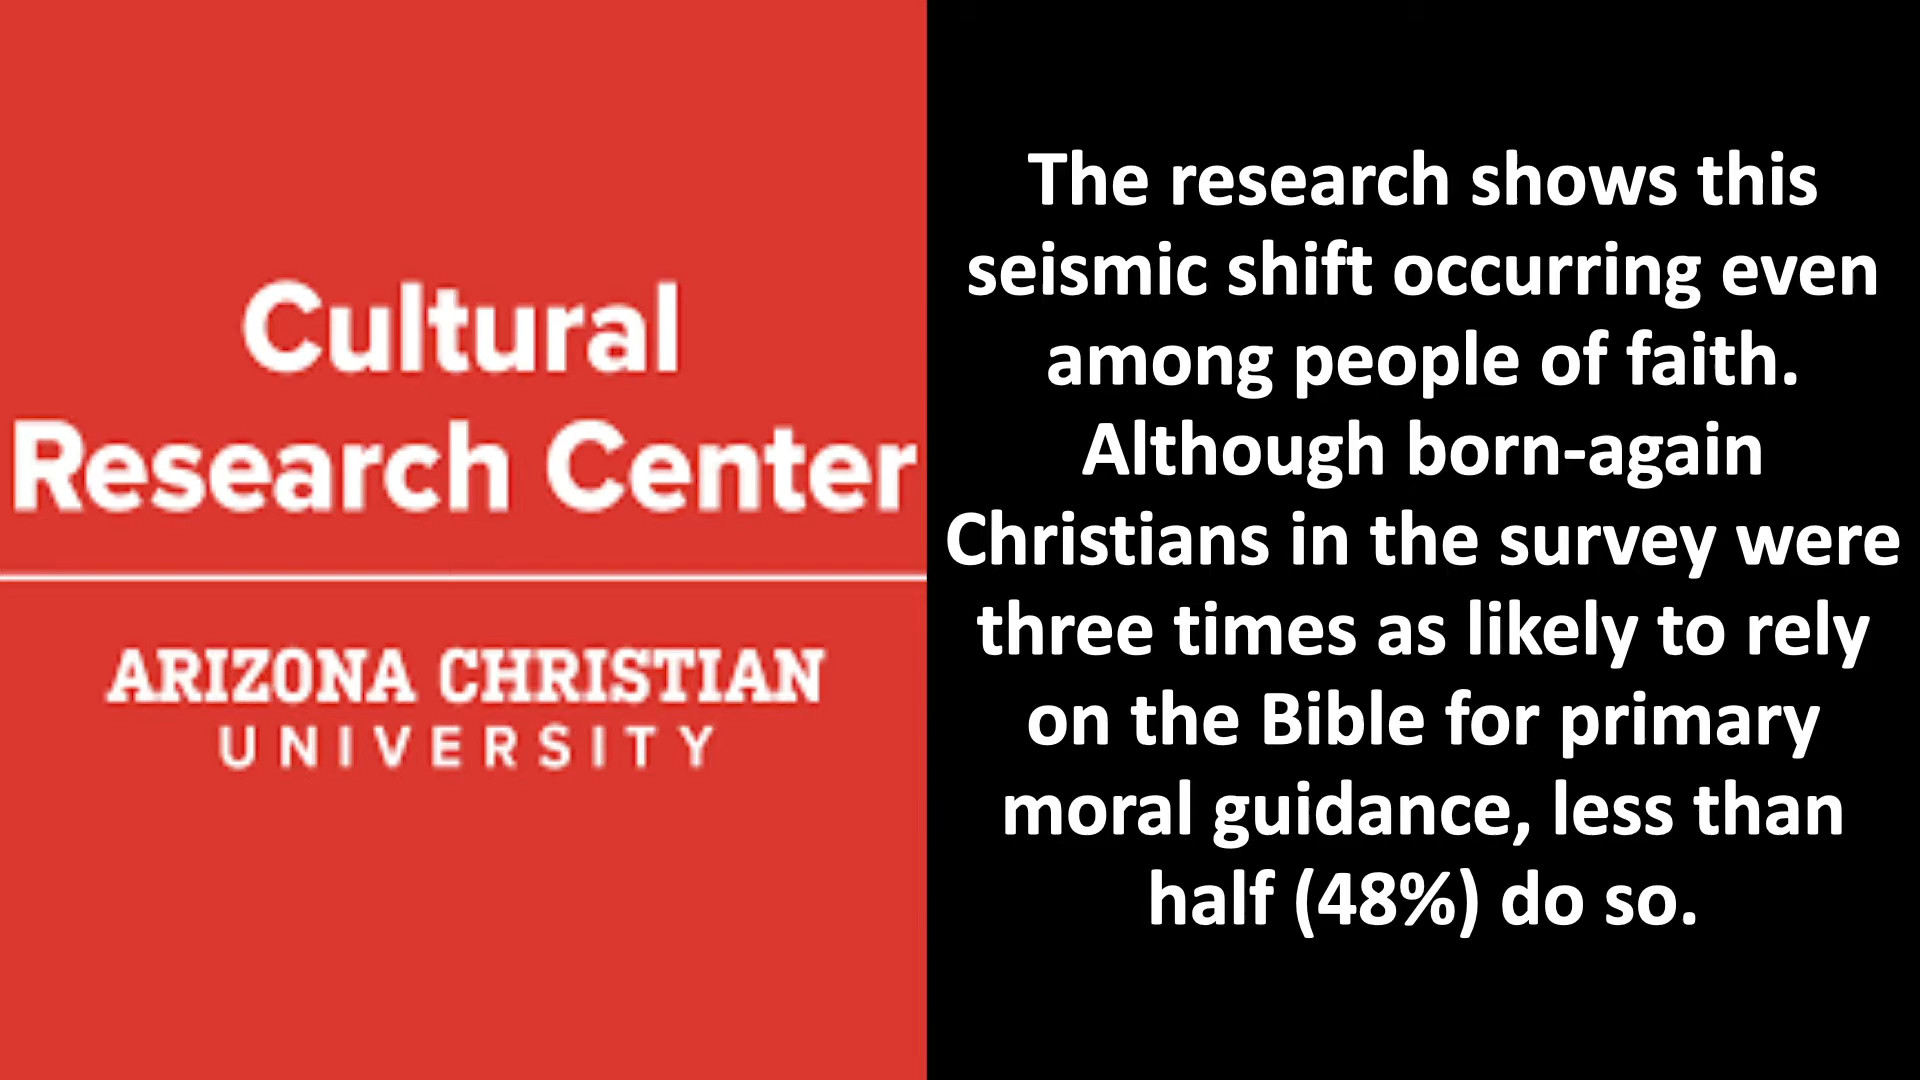 Cultural
Research Center
ARIZONA CHRISTIAN
UNIVERSITY
The research shows this
seismic shift occurring even
among people of faith.
Although born-again
Christians in the survey were
three times as likely to rely
on the Bible for primary
moral guidance, less than
half (48%) do so.